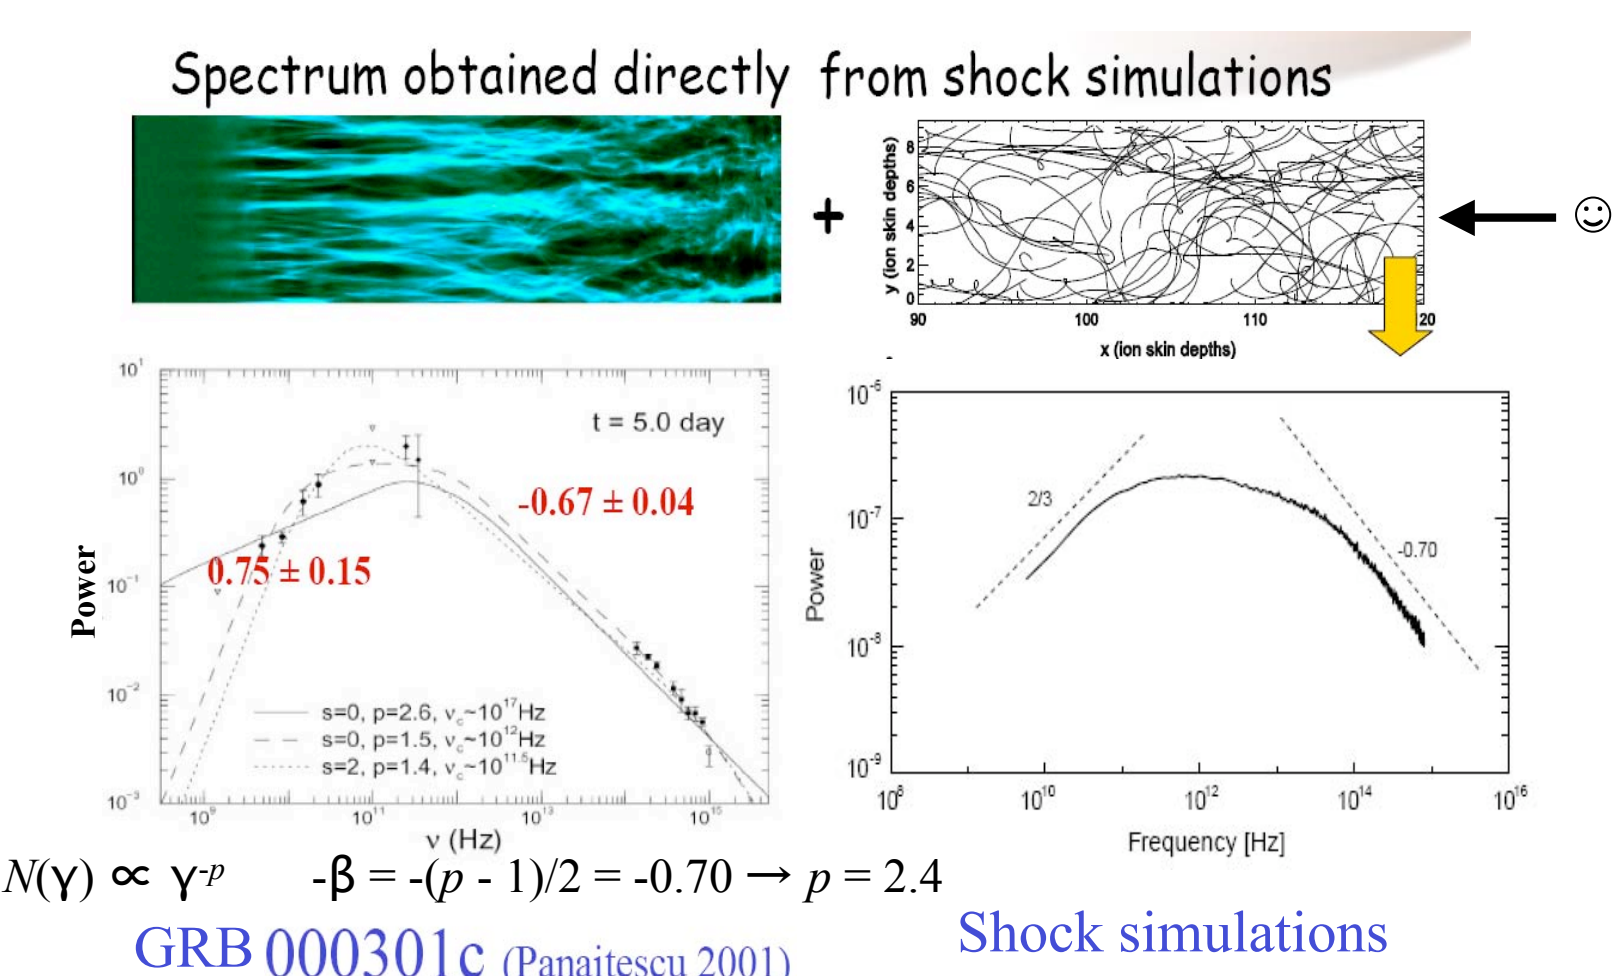 Spectrum obtained directly from shock simulations
+
y (ion skin depths)
8
6
4
2
0
90 100 110 20
x (ion skin depths)
☺
Power
10¹
10⁰
10⁻¹
10⁻²
10⁻³
t = 5.0 day
-0.67 ± 0.04
0.75 ± 0.15
s=0, p=2.6, ν_c~10¹⁷Hz
s=0, p=1.5, ν_c~10¹²Hz
s=2, p=1.4, ν_c~10¹¹·⁵Hz
10⁹ 10¹¹ 10¹³ 10¹⁵
ν (Hz)
Power
10⁻⁶
10⁻⁷
10⁻⁸
10⁻⁹
2/3
-0.70
10⁸ 10¹⁰ 10¹² 10¹⁴ 10¹⁶
Frequency [Hz]
N(γ) ∝ γ⁻ᵖ -β = -(p - 1)/2 = -0.70 → p = 2.4
GRB 000301c (Panaitescu 2001)
Shock simulations